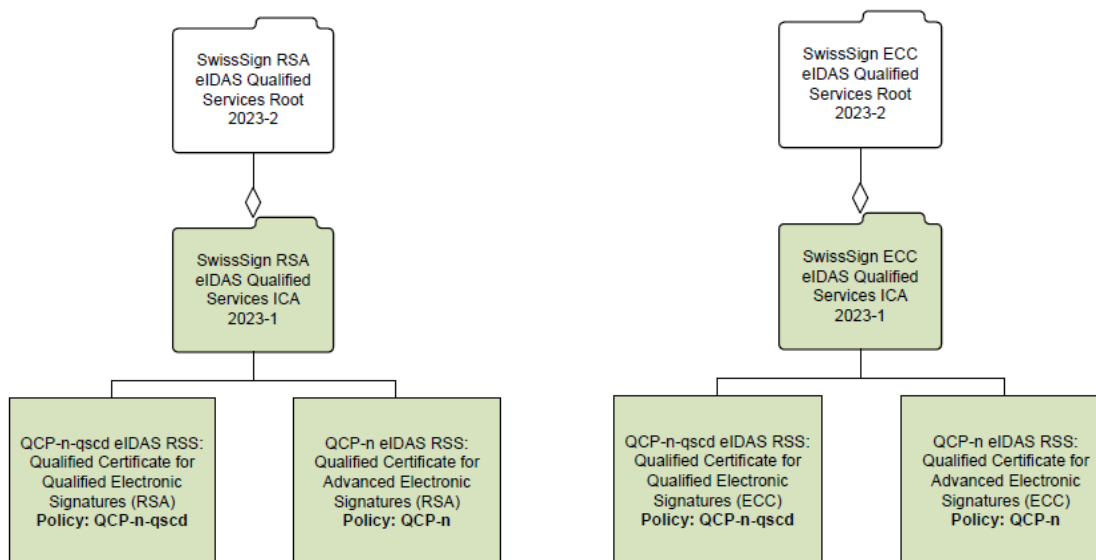 SwissSign RSA
eIDAS Qualified
Services Root
2023-2
SwissSign ECC
eIDAS Qualified
Services Root
2023-2
SwissSign RSA
eIDAS Qualified
Services ICA
2023-1
SwissSign ECC
eIDAS Qualified
Services ICA
2023-1
QCP-n-qscd eIDAS RSS:
Qualified Certificate for
Qualified Electronic
Signatures (RSA)
Policy: QCP-n-qscd
QCP-n eIDAS RSS:
Qualified Certificate for
Advanced Electronic
Signatures (RSA)
Policy: QCP-n
QCP-n-qscd eIDAS RSS:
Qualified Certificate for
Qualified Electronic
Signatures (ECC)
Policy: QCP-n-qscd
QCP-n eIDAS RSS:
Qualified Certificate for
Advanced Electronic
Signatures (ECC)
Policy: QCP-n